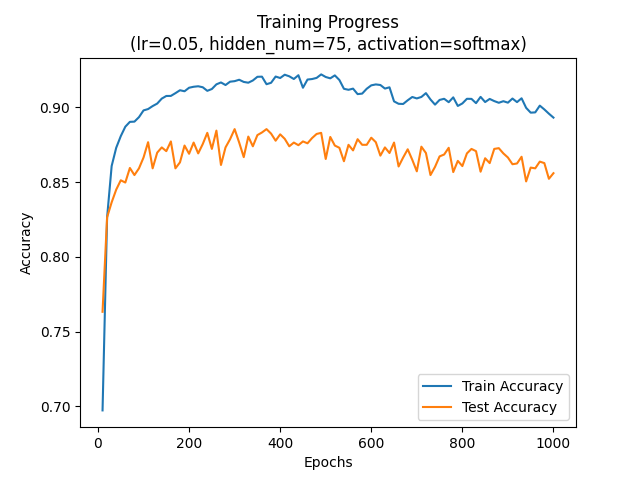 Training Progress
(lr=0.05, hidden_num=75, activation=softmax)
Accuracy
0.90
0.85
0.80
0.75
0.70
0
200
400
600
800
1000
Epochs
Train Accuracy
Test Accuracy